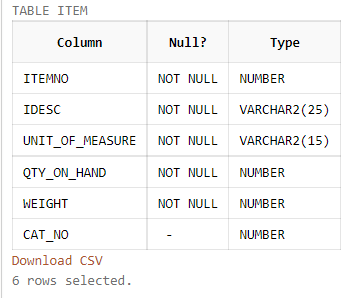 TABLE ITEM
Column Null? Type
ITEMNO NOT NULL NUMBER
IDESC NOT NULL VARCHAR2(25)
UNIT_OF_MEASURE NOT NULL VARCHAR2(15)
QTY_ON_HAND NOT NULL NUMBER
WEIGHT NOT NULL NUMBER
CAT_NO - NUMBER
Download CSV
6 rows selected.